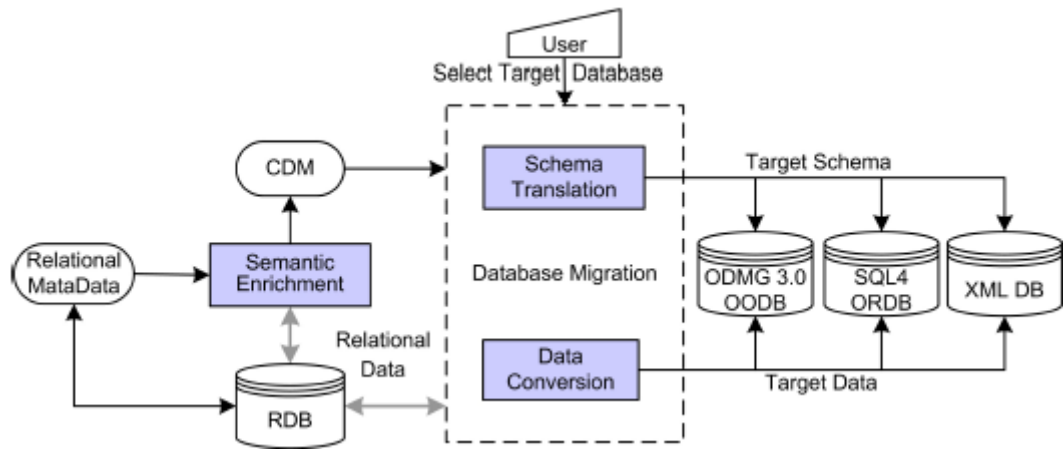 User
Select Target Database
CDM
Schema
Translation
Target Schema
Relational
MataData
Semantic
Enrichment
Database Migration
ODMG 3.0
OODB
SQL4
ORDB
XML DB
Relational
Data
Data
Conversion
Target Data
RDB